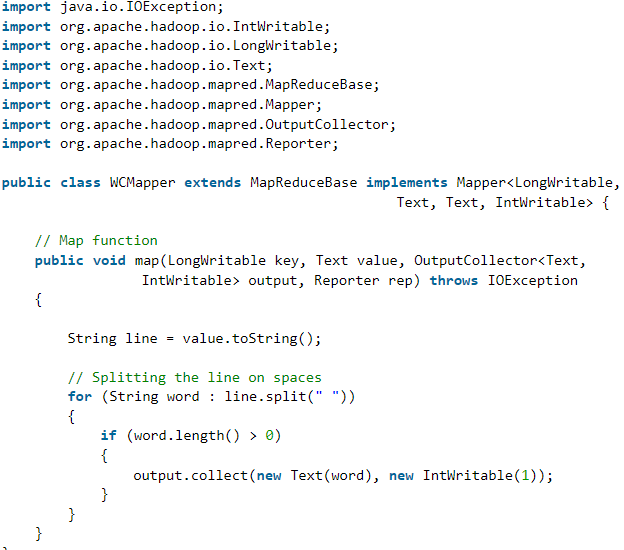 import java.io.IOException;
import org.apache.hadoop.io.IntWritable;
import org.apache.hadoop.io.LongWritable;
import org.apache.hadoop.io.Text;
import org.apache.hadoop.mapred.MapReduceBase;
import org.apache.hadoop.mapred.Mapper;
import org.apache.hadoop.mapred.OutputCollector;
import org.apache.hadoop.mapred.Reporter;

public class WCMapper extends MapReduceBase implements Mapper<LongWritable,
                                                Text, Text, IntWritable> {

    // Map function
    public void map(LongWritable key, Text value, OutputCollector<Text,
                 IntWritable> output, Reporter rep) throws IOException
    {

        String line = value.toString();

        // Splitting the line on spaces
        for (String word : line.split(" "))
        {
            if (word.length() > 0)
            {
                output.collect(new Text(word), new IntWritable(1));
            }
        }
    }